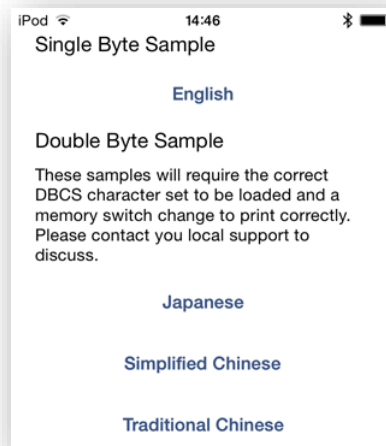 iPod 14:46
Single Byte Sample
English
Double Byte Sample
These samples will require the correct
DBCS character set to be loaded and a
memory switch change to print correctly.
Please contact you local support to
discuss.
Japanese
Simplified Chinese
Traditional Chinese